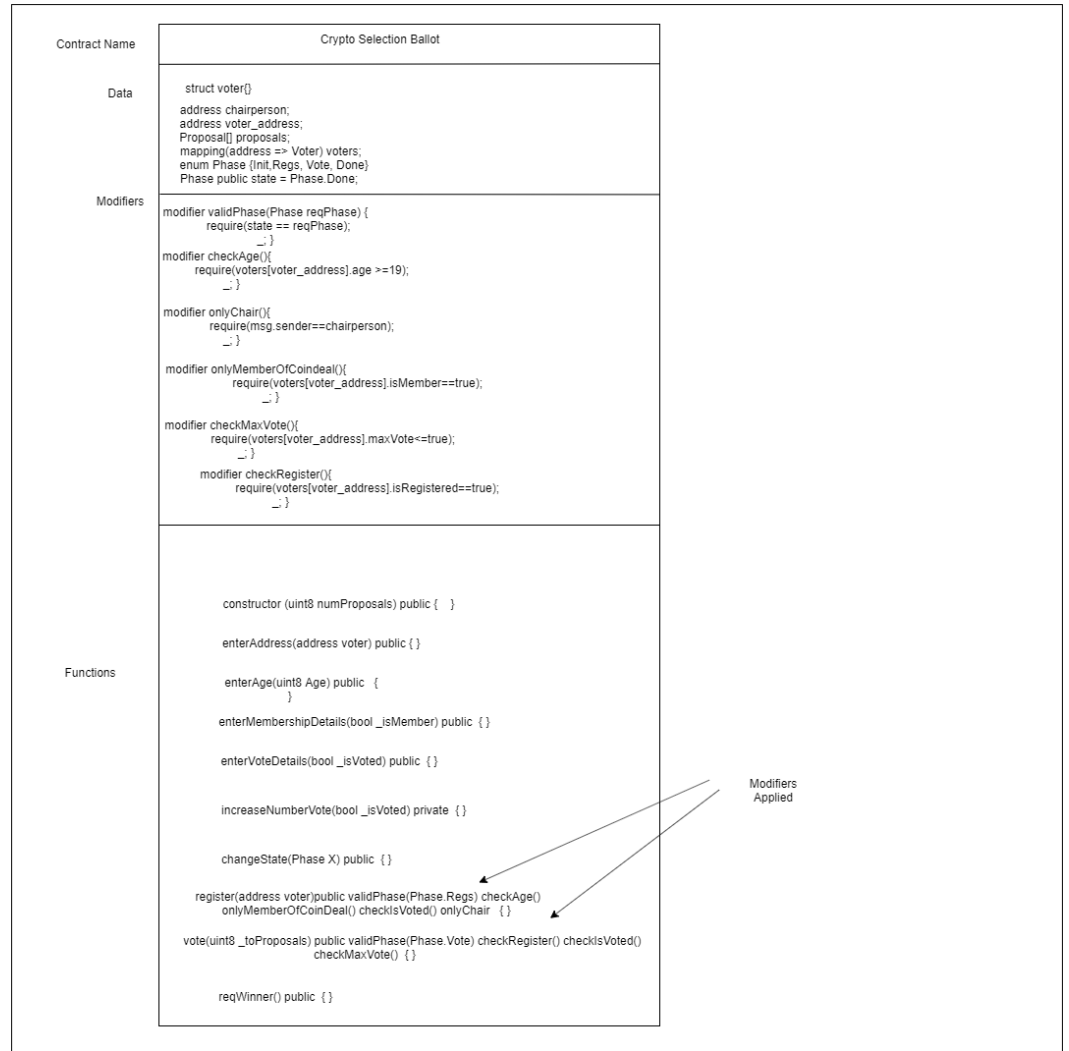 Contract Name
Crypto Selection Ballot
Data
struct voter{}
address chairperson;
address voter_address;
Proposal[] proposals;
mapping(address => Voter) voters;
enum Phase {Init,Regs, Vote, Done}
Phase public state = Phase.Done;
Modifiers
modifier validPhase(Phase reqPhase) {
require(state == reqPhase);
_; }
modifier checkAge(){
require(voters[voter_address].age >=19);
_; }
modifier onlyChair(){
require(msg.sender==chairperson);
_; }
modifier onlyMemberOfCoindeal(){
require(voters[voter_address].isMember==true);
_; }
modifier checkMaxVote(){
require(voters[voter_address].maxVote<=true);
_; }
modifier checkRegister(){
require(voters[voter_address].isRegistered==true);
_; }
Functions
constructor (uint8 numProposals) public {    }
enterAddress(address voter) public { }
enterAge(uint8 Age) public   {
}
enterMembershipDetails(bool _isMember) public  { }
enterVoteDetails(bool _isVoted) public  { }
increaseNumberVote(bool _isVoted) private  { }
changeState(Phase X) public  { }
register(address voter)public validPhase(Phase.Regs) checkAge()
onlyMemberOfCoinDeal() checkIsVoted() onlyChair   { }
vote(uint8 _toProposals) public validPhase(Phase.Vote) checkRegister() checkIsVoted()
checkMaxVote()  { }
reqWinner() public  { }
Modifiers
Applied